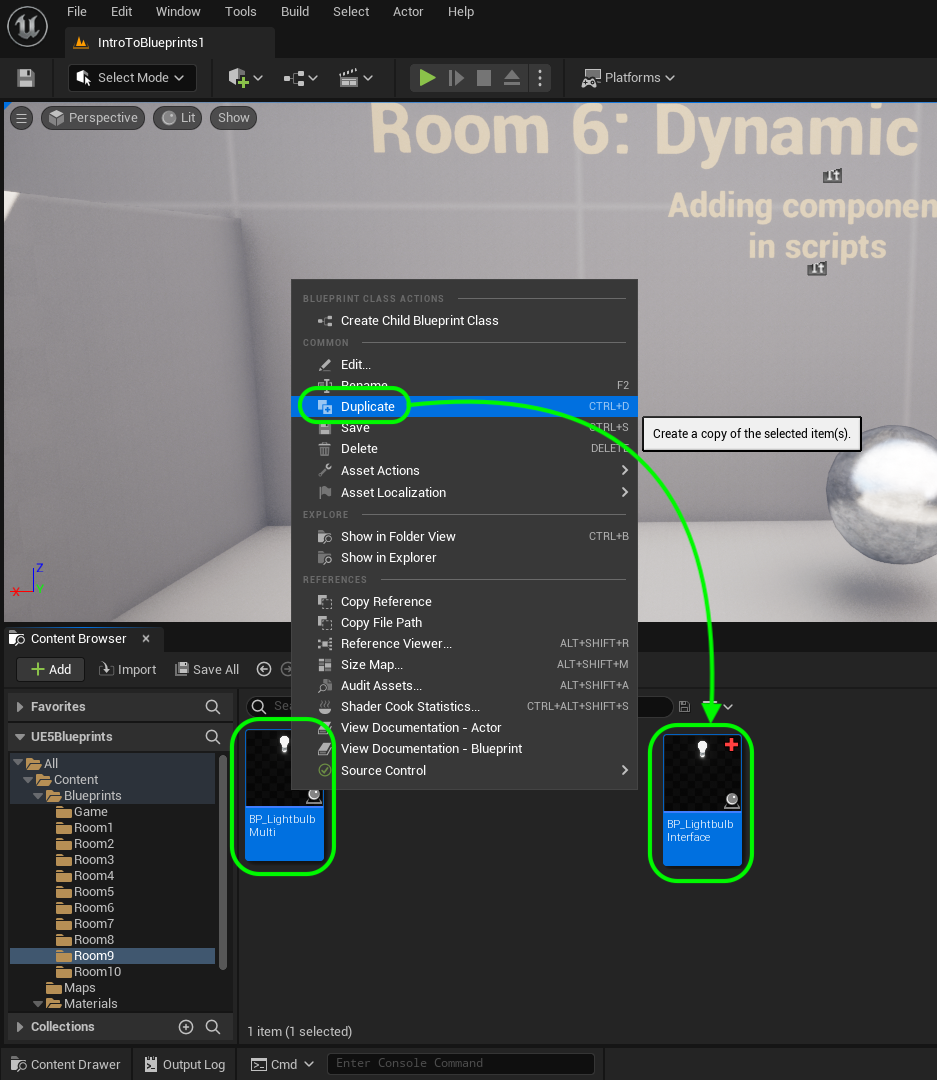 File Edit Window Tools Build Select Actor Help
IntroToBlueprints1
Select Mode Platforms
Perspective Lit Show
Room 6: Dynamic
Adding componen
in scripts
BLUEPRINT CLASS ACTIONS
Create Child Blueprint Class
COMMON
Edit...
Rename F2
Duplicate CTRL+D
Save CTRL+S
Create a copy of the selected item(s).
Delete DELETE
Asset Actions
Asset Localization
EXPLORE
Show in Folder View CTRL+B
Show in Explorer
REFERENCES
Copy Reference
Copy File Path
Reference Viewer... ALT+SHIFT+R
Size Map... ALT+SHIFT+M
Audit Assets... ALT+SHIFT+A
Shader Cook Statistics... CTRL+ALT+SHIFT+S
View Documentation - Actor
View Documentation - Blueprint
Source Control
Z
X Y
Content Browser
Add Import Save All
Favorites
Sea
UE5Blueprints
All
Content
Blueprints
Game
Room1
Room2
Room3
Room4
Room5
Room6
Room7
Room8
Room9
Room10
Maps
Materials
Collections
BP_Lightbulb
Multi
BP_Lightbulb
Interface
1 item (1 selected)
Content Drawer Output Log Cmd Enter Console Command